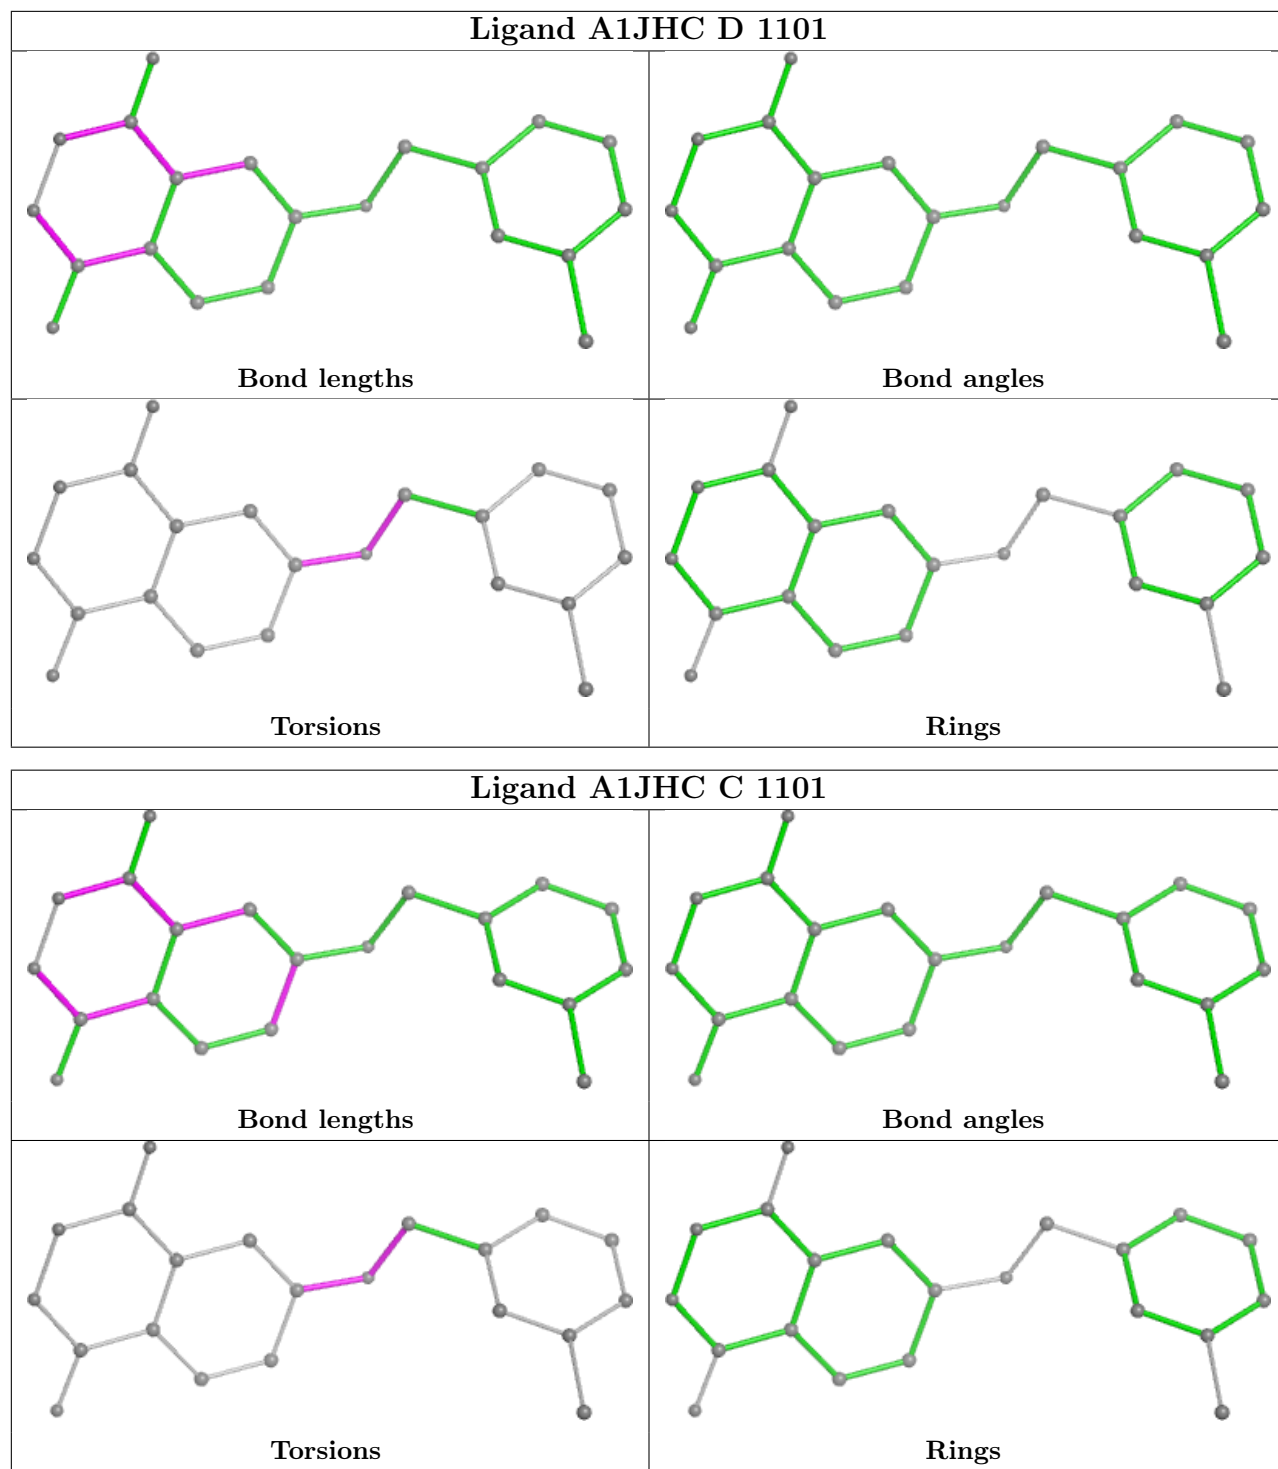 Ligand A1JHC D 1101
Bond lengths
Bond angles
Torsions
Rings
Ligand A1JHC C 1101
Bond lengths
Bond angles
Torsions
Rings